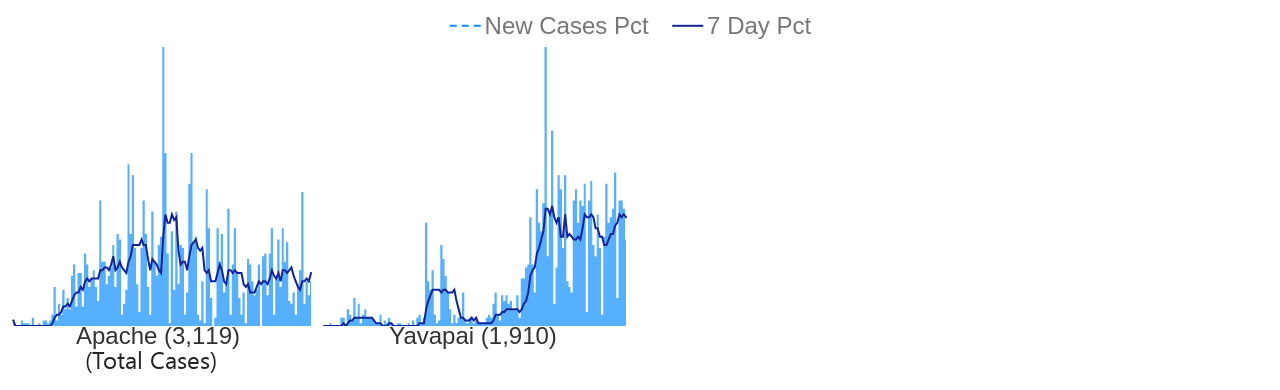 New Cases Pct 7 Day Pct
Apache (3,119) Yavapai (1,910)
(Total Cases)